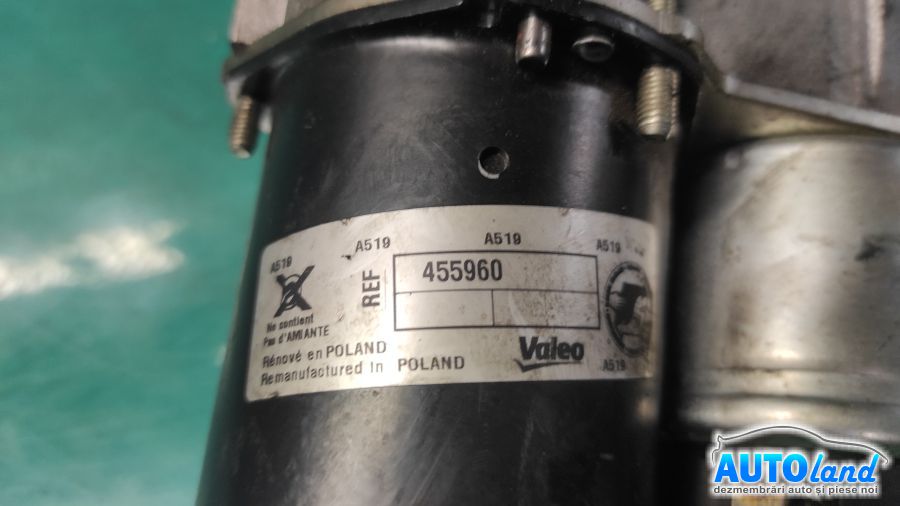 A519
A519
A519
A519
REF
455960
Ne contient
Pas d'AMIANTE
Rénové en POLAND
Remanufactured in POLAND
Valeo
A519
AUTOland
dezmembrări auto și piese noi